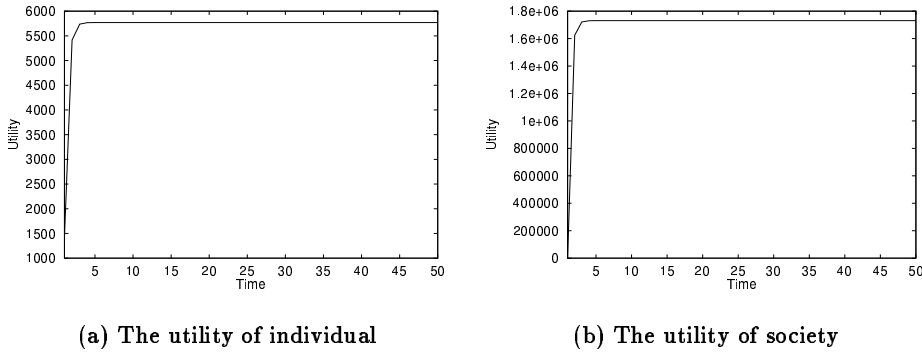 6000
5500
5000
4500
4000
3500
3000
2500
2000
1500
1000
Utility
5 10 15 20 25 30 35 40 45 50
Time
(a) The utility of individual
1.8e+06
1.6e+06
1.4e+06
1.2e+06
1e+06
800000
600000
400000
200000
0
Utility
5 10 15 20 25 30 35 40 45 50
Time
(b) The utility of society